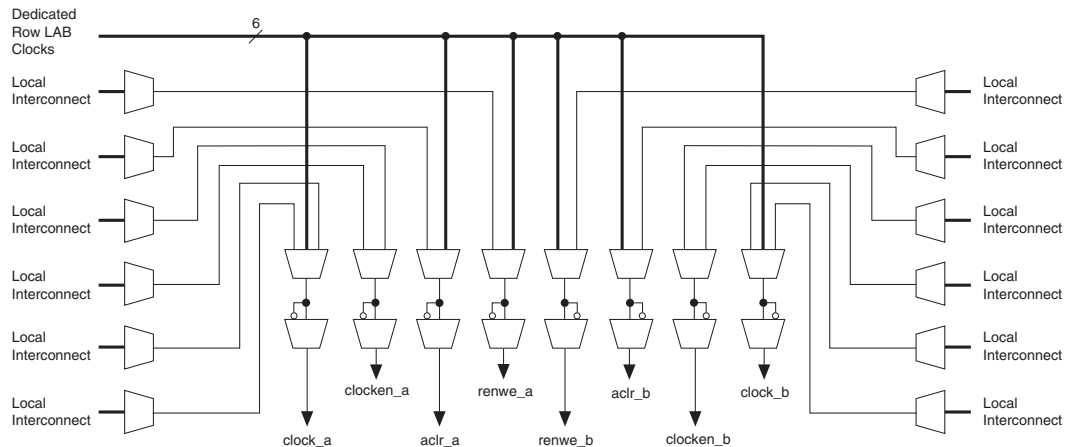 Dedicated
Row LAB
Clocks
6
Local
Interconnect
Local
Interconnect
Local
Interconnect
Local
Interconnect
Local
Interconnect
Local
Interconnect
Local
Interconnect
Local
Interconnect
Local
Interconnect
Local
Interconnect
Local
Interconnect
Local
Interconnect
clocken_a
renwe_a
aclr_b
clock_b
clock_a
aclr_a
renwe_b
clocken_b